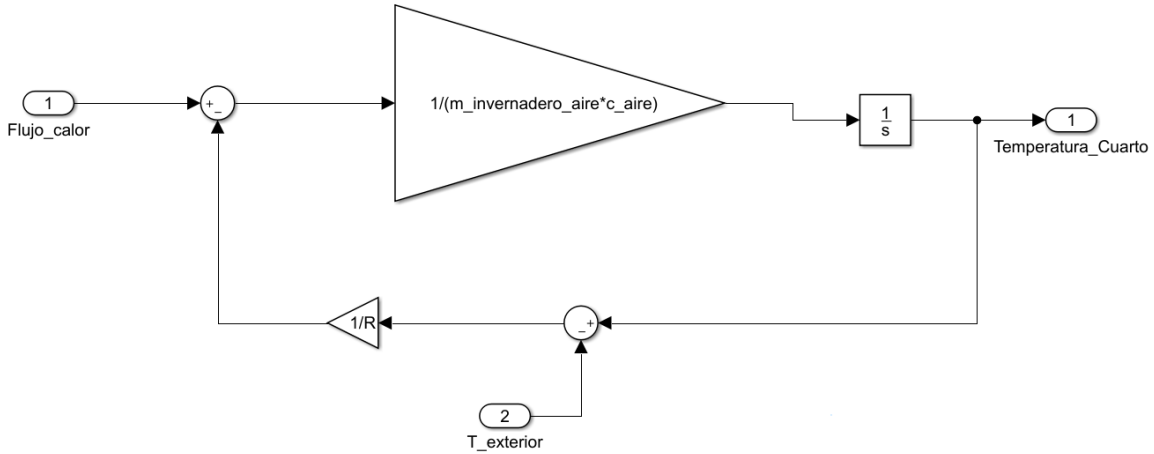 1
Flujo_calor
+
_
1/(m_invernadero_aire*c_aire)
1
s
1
Temperatura_Cuarto
1/R
_
+
2
T_exterior